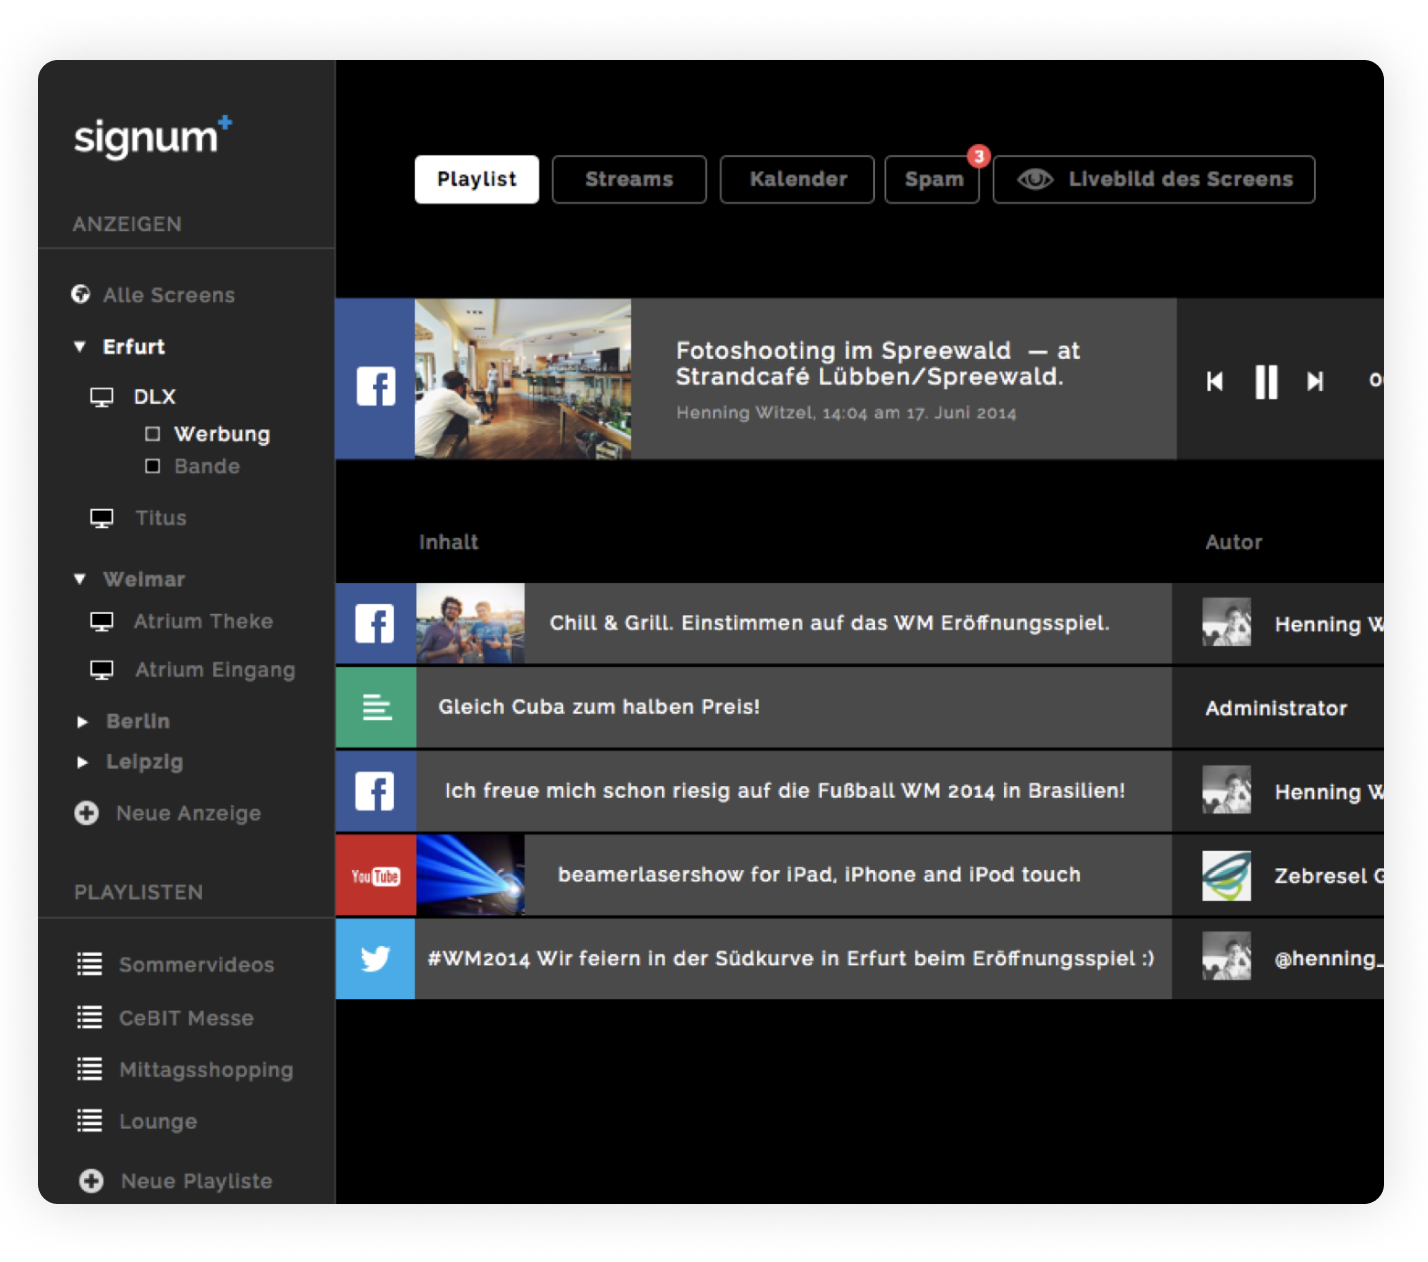 signum+
ANZEIGEN
Alle Screens
Erfurt
DLX
Werbung
Bande
Titus
Weimar
Atrium Theke
Atrium Eingang
Berlin
Leipzig
Neue Anzeige
PLAYLISTEN
Sommervideos
CeBIT Messe
Mittagsshopping
Lounge
Neue Playliste
Playlist
Streams
Kalender
Spam
3
Livebild des Screens
Fotoshooting im Spreewald — at
Strandcafé Lübben/Spreewald.
Henning Witzel, 14:04 am 17. Juni 2014
Inhalt
Autor
Chill & Grill. Einstimmen auf das WM Eröffnungsspiel.
Henning W
Gleich Cuba zum halben Preis!
Administrator
Ich freue mich schon riesig auf die Fußball WM 2014 in Brasilien!
Henning W
YouTube
beamerlasershow for iPad, iPhone and iPod touch
Zebresel G
#WM2014 Wir feiern in der Südkurve in Erfurt beim Eröffnungsspiel :)
@henning_